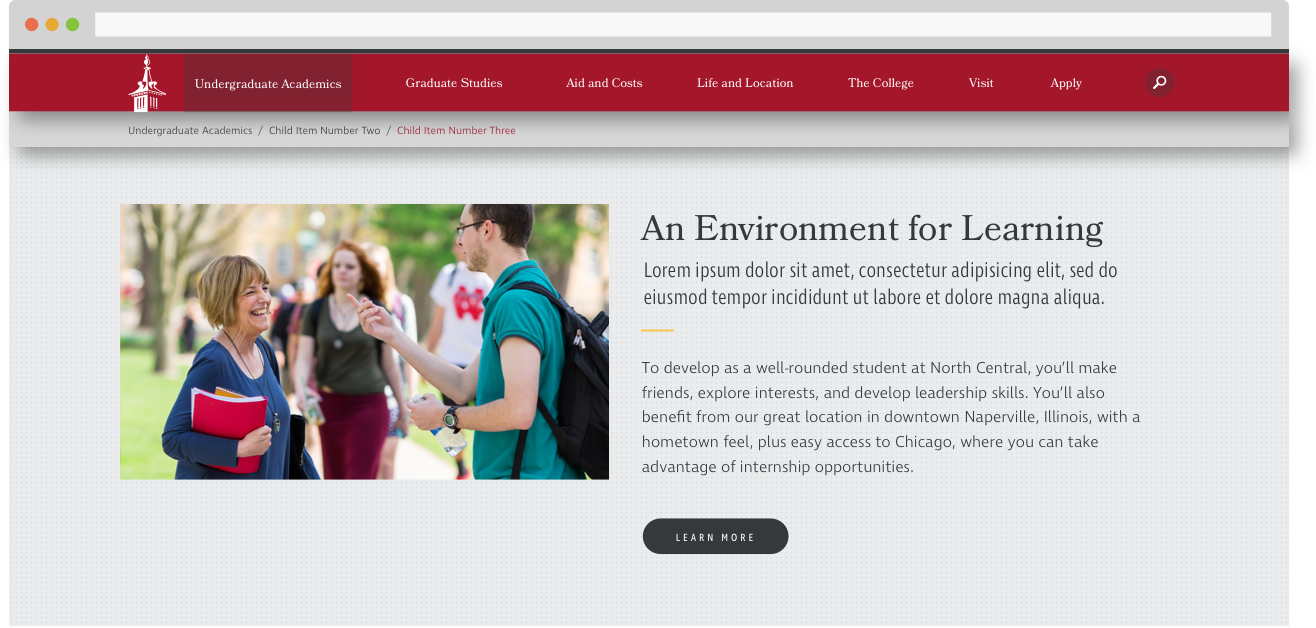 Undergraduate Academics Graduate Studies Aid and Costs Life and Location The College Visit Apply
Undergraduate Academics / Child Item Number Two / Child Item Number Three
An Environment for Learning
Lorem ipsum dolor sit amet, consectetur adipisicing elit, sed do
eiusmod tempor incididunt ut labore et dolore magna aliqua.
To develop as a well-rounded student at North Central, you’ll make
friends, explore interests, and develop leadership skills. You’ll also
benefit from our great location in downtown Naperville, Illinois, with a
hometown feel, plus easy access to Chicago, where you can take
advantage of internship opportunities.
LEARN MORE